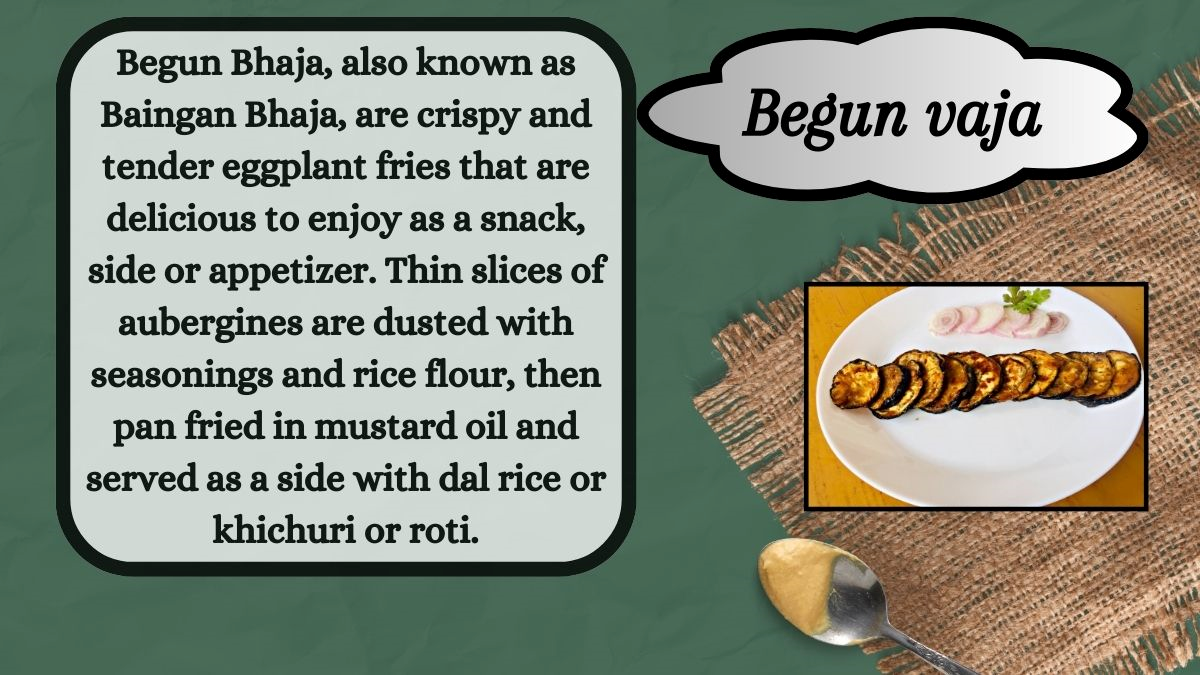 Begun vaja
Begun Bhaja, also known as
Baingan Bhaja, are crispy and
tender eggplant fries that are
delicious to enjoy as a snack,
side or appetizer. Thin slices of
aubergines are dusted with
seasonings and rice flour, then
pan fried in mustard oil and
served as a side with dal rice or
khichuri or roti.